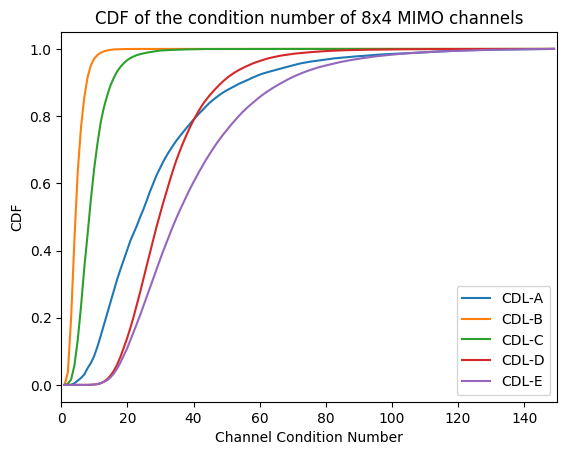 CDF of the condition number of 8x4 MIMO channels
1.0
0.8
0.6
0.4
0.2
0.0
CDF
CDL-A
CDL-B
CDL-C
CDL-D
CDL-E
0 20 40 60 80 100 120 140
Channel Condition Number